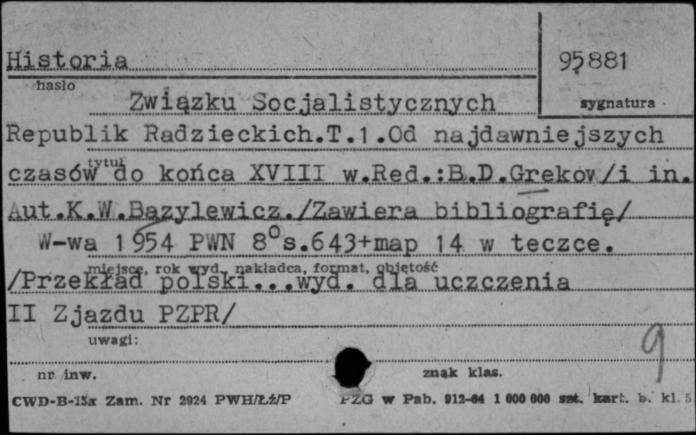 Historia
95881
hasło
sygnatura
Związku Socjalistycznych
Republik Radzieckich.T.1.Od najdawniejszych
tytuł
czasów do końca XVIII w.Red.:B.D.Grekov/i in.
Aut.K.W.Bazylewicz./Zawiera bibliografię/
W-wa 1954 PWN 8° s.643+map 14 w teczce.
miejsce, rok wyd., nakładca, format, objętość
/Przekład polski...wyd. dla uczczenia
II Zjazdu PZPR/
uwagi:
9
nr inw.
znak klas.
CWD-B-15a Zam. Nr 2924 PWH/Łź/P
PZG w Pab. 912-64 1 000 000 szt. kart. b. kl. 5